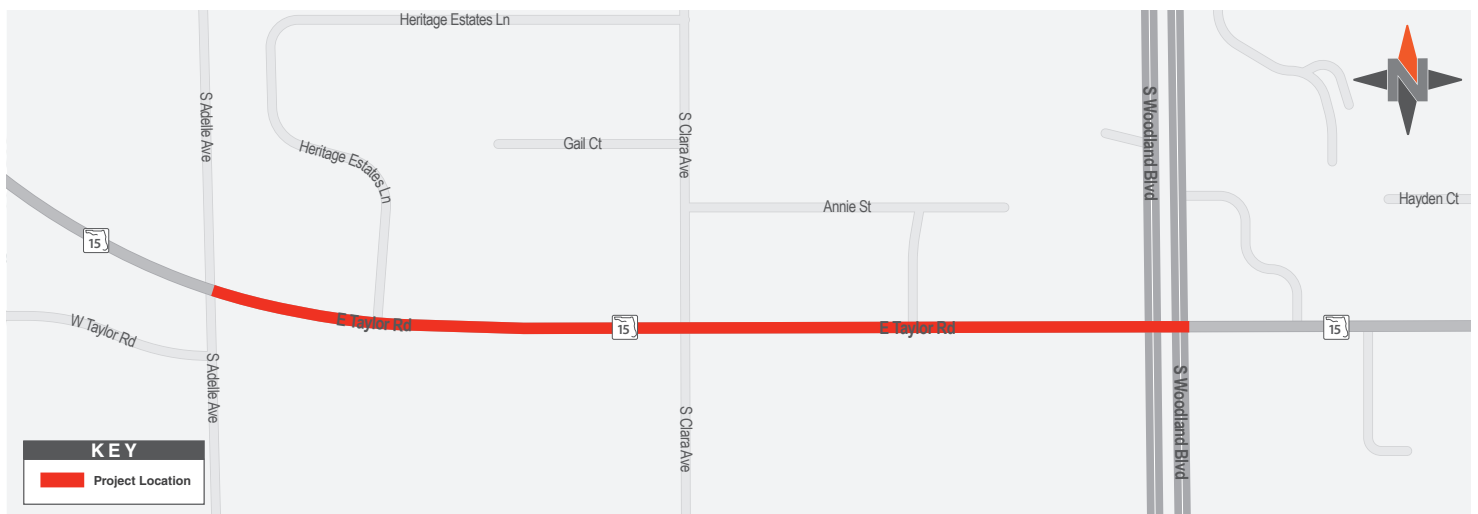 Heritage Estates Ln
S Adelle Ave
S Clara Ave
S Woodland Blvd
N
Gail Ct
Heritage Estates Ln
Annie St
Hayden Ct
15
W Taylor Rd
E Taylor Rd
15
E Taylor Rd
15
S Adelle Ave
S Clara Ave
S Woodland Blvd
KEY
Project Location